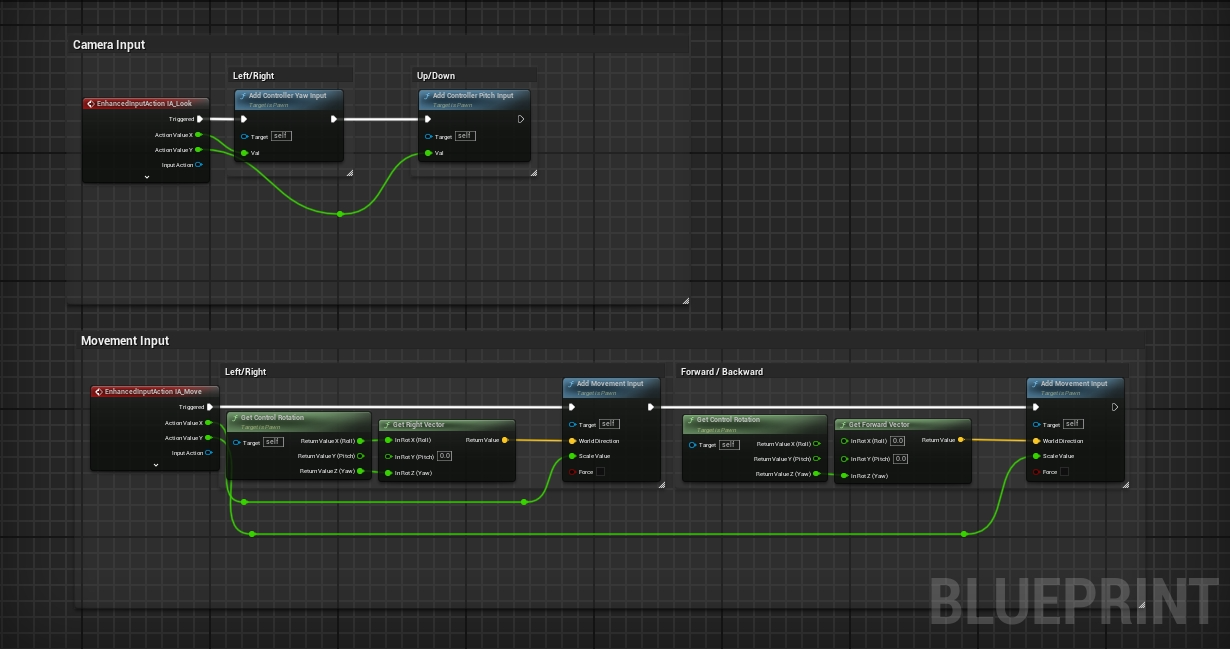 Camera Input
Left/Right
Up/Down
EnhancedInputAction IA_Look
Triggered
Action Value X
Action Value Y
Input Action
Add Controller Yaw Input
Target is Pawn
Target self
Val
Add Controller Pitch Input
Target is Pawn
Target self
Val
Movement Input
Left/Right
Forward / Backward
EnhancedInputAction IA_Move
Triggered
Action Value X
Action Value Y
Input Action
Get Control Rotation
Target is Pawn
Target self
Return Value X (Roll)
Return Value Y (Pitch)
Return Value Z (Yaw)
Get Right Vector
In Rot X (Roll)
Return Value
In Rot Y (Pitch) 0.0
In Rot Z (Yaw)
Add Movement Input
Target is Pawn
Target self
World Direction
Scale Value
Force
Get Control Rotation
Target is Pawn
Target self
Return Value X (Roll)
Return Value Y (Pitch)
Return Value Z (Yaw)
Get Forward Vector
In Rot X (Roll) 0.0
Return Value
In Rot Y (Pitch) 0.0
In Rot Z (Yaw)
Add Movement Input
Target is Pawn
Target self
World Direction
Scale Value
Force
BLUEPRINT